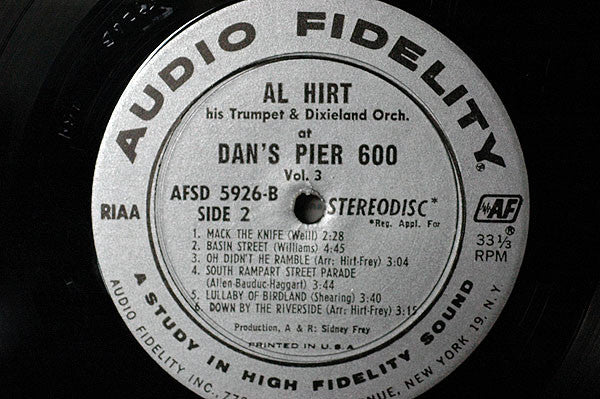 AUDIO FIDELITY®
AL HIRT
his Trumpet & Dixieland Orch.
at
DAN'S PIER 600
Vol. 3
AFSD 5926-B
SIDE 2
STEREODISC*
*Reg. Appl. For
RIAA
AF®
33⅓
RPM
1. MACK THE KNIFE (Weill) 2:28
2. BASIN STREET (Williams) 4:45
3. OH DIDN'T HE RAMBLE (Arr: Hirt-Frey) 3:04
4. SOUTH RAMPART STREET PARADE
(Allen-Bauduc-Haggart) 3:44
5. LULLABY OF BIRDLAND (Shearing) 3:40
6. DOWN BY THE RIVERSIDE (Arr: Hirt-Frey) 3:15
Production, A & R: Sidney Frey
PRINTED IN U.S.A.
A STUDY IN HIGH FIDELITY SOUND
AUDIO FIDELITY INC., NEW YORK 19, N.Y.